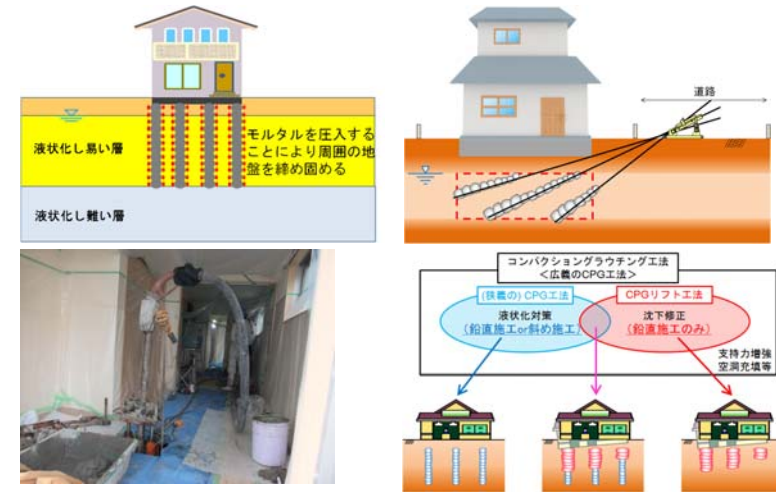 液状化し易い層
モルタルを圧入する
ことにより周囲の地
盤を締め固める
液状化し難い層
道路
コンパクショングラウチング工法
<広義のCPG工法>
(狭義の) CPG工法
CPGリフト工法
液状化対策
(鉛直施工or斜め施工)
沈下修正
(鉛直施工のみ)
支持力増強
空洞充填等